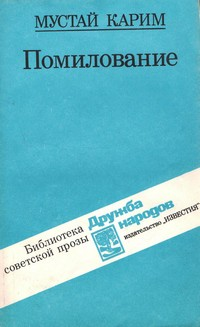 МУСТАЙ КАРИМ
Помилование
Библиотека
советской прозы
Дружба
народов
издательство „ИЗВЕСТИЯ"